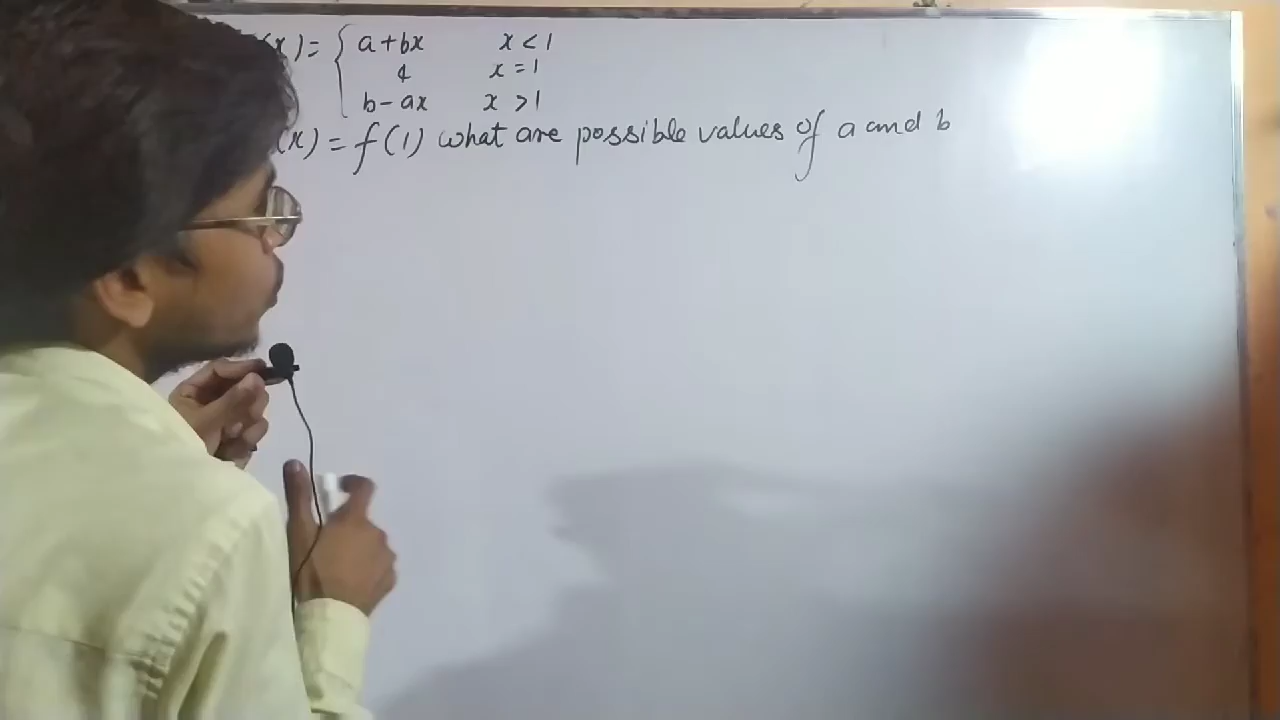 (x) = { a + bx x < 1
4 x = 1
b - ax x > 1
(x) = f(1) what are possible values of a and b